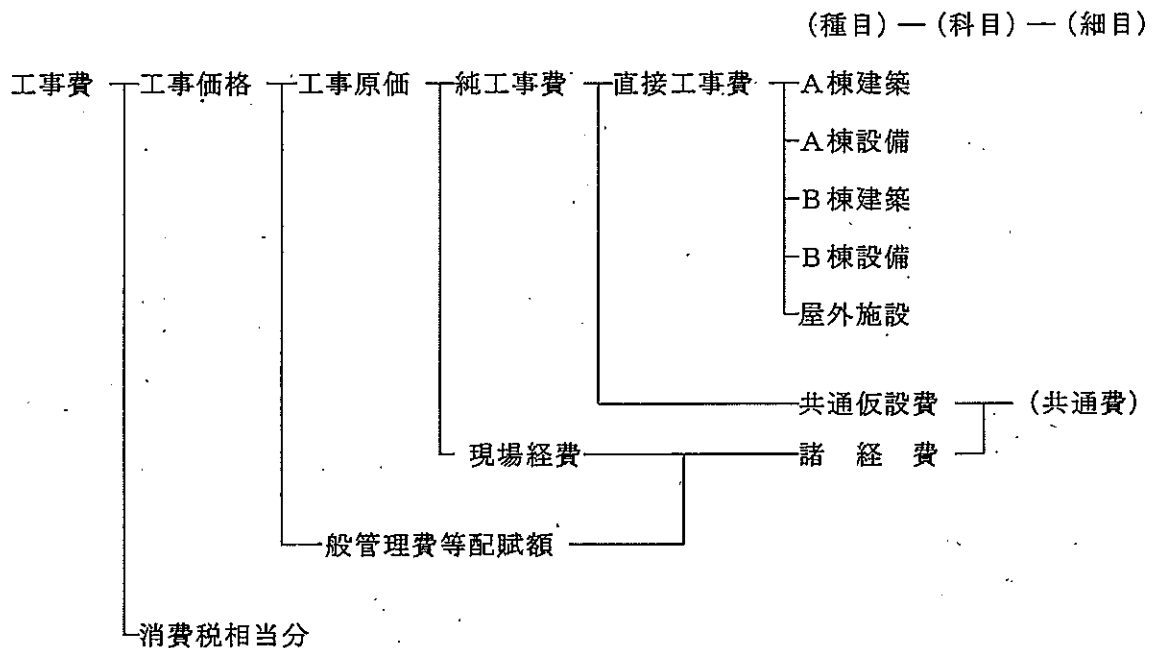 (種目) ― (科目) ― (細目)
工事費 工事価格 工事原価 純工事費 直接工事費 A棟建築
A棟設備
B棟建築
B棟設備
屋外施設
共通仮設費 (共通費)
現場経費 諸経費
一般管理費等配賦額
消費税相当分